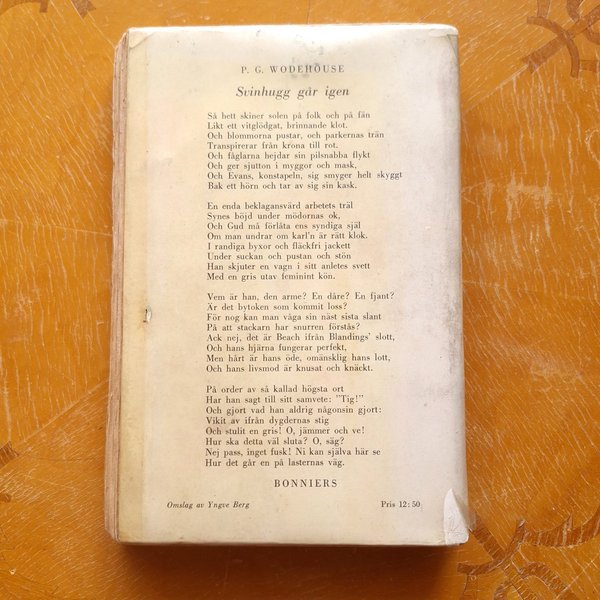 P. G. WODEHOUSE
Svinhugg går igen
Så hett skiner solen på folk och på fän
Likt ett vitglödgat, brinnande klot.
Och blommorna pustar, och parkernas trän
Transpirerar från krona till rot.
Och fåglarna hejdar sin pilsnabba flykt
Och ger sjutton i myggor och mask,
Och Evans, konstapeln, sig smyger helt skyggt
Bak ett hörn och tar av sig sin kask.
En enda beklagansvärd arbetets träl
Synes böjd under mödornas ok,
Och Gud må förlåta ens syndiga själ
Om man undrar om karl'n är rätt klok.
I randiga byxor och fläckfri jackett
Under suckan och pustan och stön
Han skjuter en vagn i sitt anletes svett
Med en gris utav feminint kön.
Vem är han, den arme? En dåre? En fjant?
Är det bytoken som kommit loss?
För nog kan man våga sin näst sista slant
På att stackarn har snurren förstås?
Ack nej, det är Beach ifrån Blandings' slott,
Och hans hjärna fungerar perfekt,
Men hårt är hans öde, omänsklig hans lott,
Och hans livsmod är knusat och knäckt.
På order av så kallad högsta ort
Har han sagt till sitt samvete: "Tig!"
Och gjort vad han aldrig någonsin gjort:
Vikit av ifrån dygdernas stig
Och stulit en gris! O, jämmer och ve!
Hur ska detta väl sluta? O, säg?
Nej pass, inget fusk! Ni kan själva här se
Hur det går en på lasternas väg.
BONNIERS
Omslag av Yngve Berg Pris 12:50